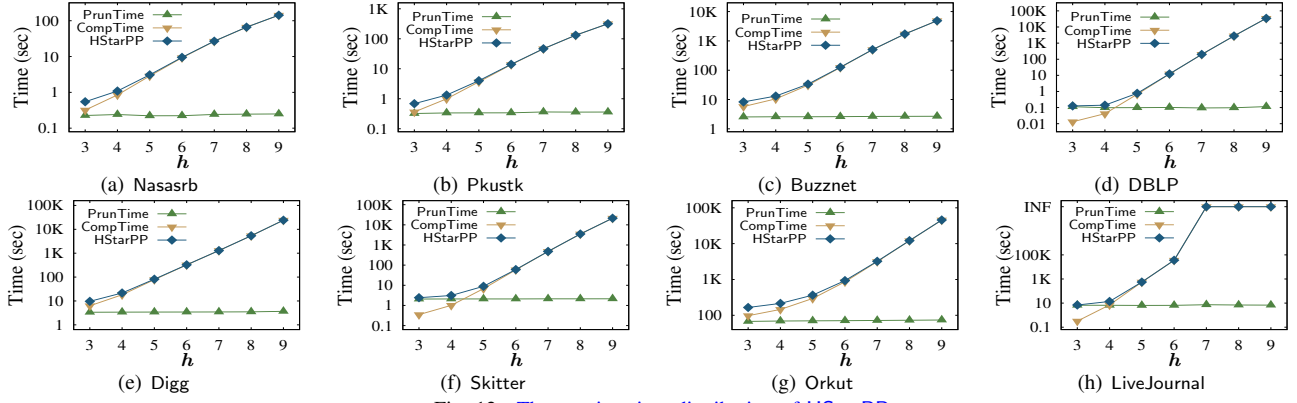 Time (sec)
100
10
1
0.1
PrunTime
CompTime
HStarPP
3 4 5 6 7 8 9
h
(a) Nasasrb
Time (sec)
1K
100
10
1
0.1
PrunTime
CompTime
HStarPP
3 4 5 6 7 8 9
h
(b) Pkustk
Time (sec)
10K
1K
100
10
1
PrunTime
CompTime
HStarPP
3 4 5 6 7 8 9
h
(c) Buzznet
Time (sec)
100K
10K
1K
100
10
1
0.1
0.01
PrunTime
CompTime
HStarPP
3 4 5 6 7 8 9
h
(d) DBLP
Time (sec)
100K
10K
1K
100
10
1
PrunTime
CompTime
HStarPP
3 4 5 6 7 8 9
h
(e) Digg
Time (sec)
100K
10K
1K
100
10
1
0.1
PrunTime
CompTime
HStarPP
3 4 5 6 7 8 9
h
(f) Skitter
Time (sec)
100K
10K
1K
100
PrunTime
CompTime
HStarPP
3 4 5 6 7 8 9
h
(g) Orkut
Time (sec)
INF
100K
1K
10
0.1
PrunTime
CompTime
HStarPP
3 4 5 6 7 8 9
h
(h) LiveJournal